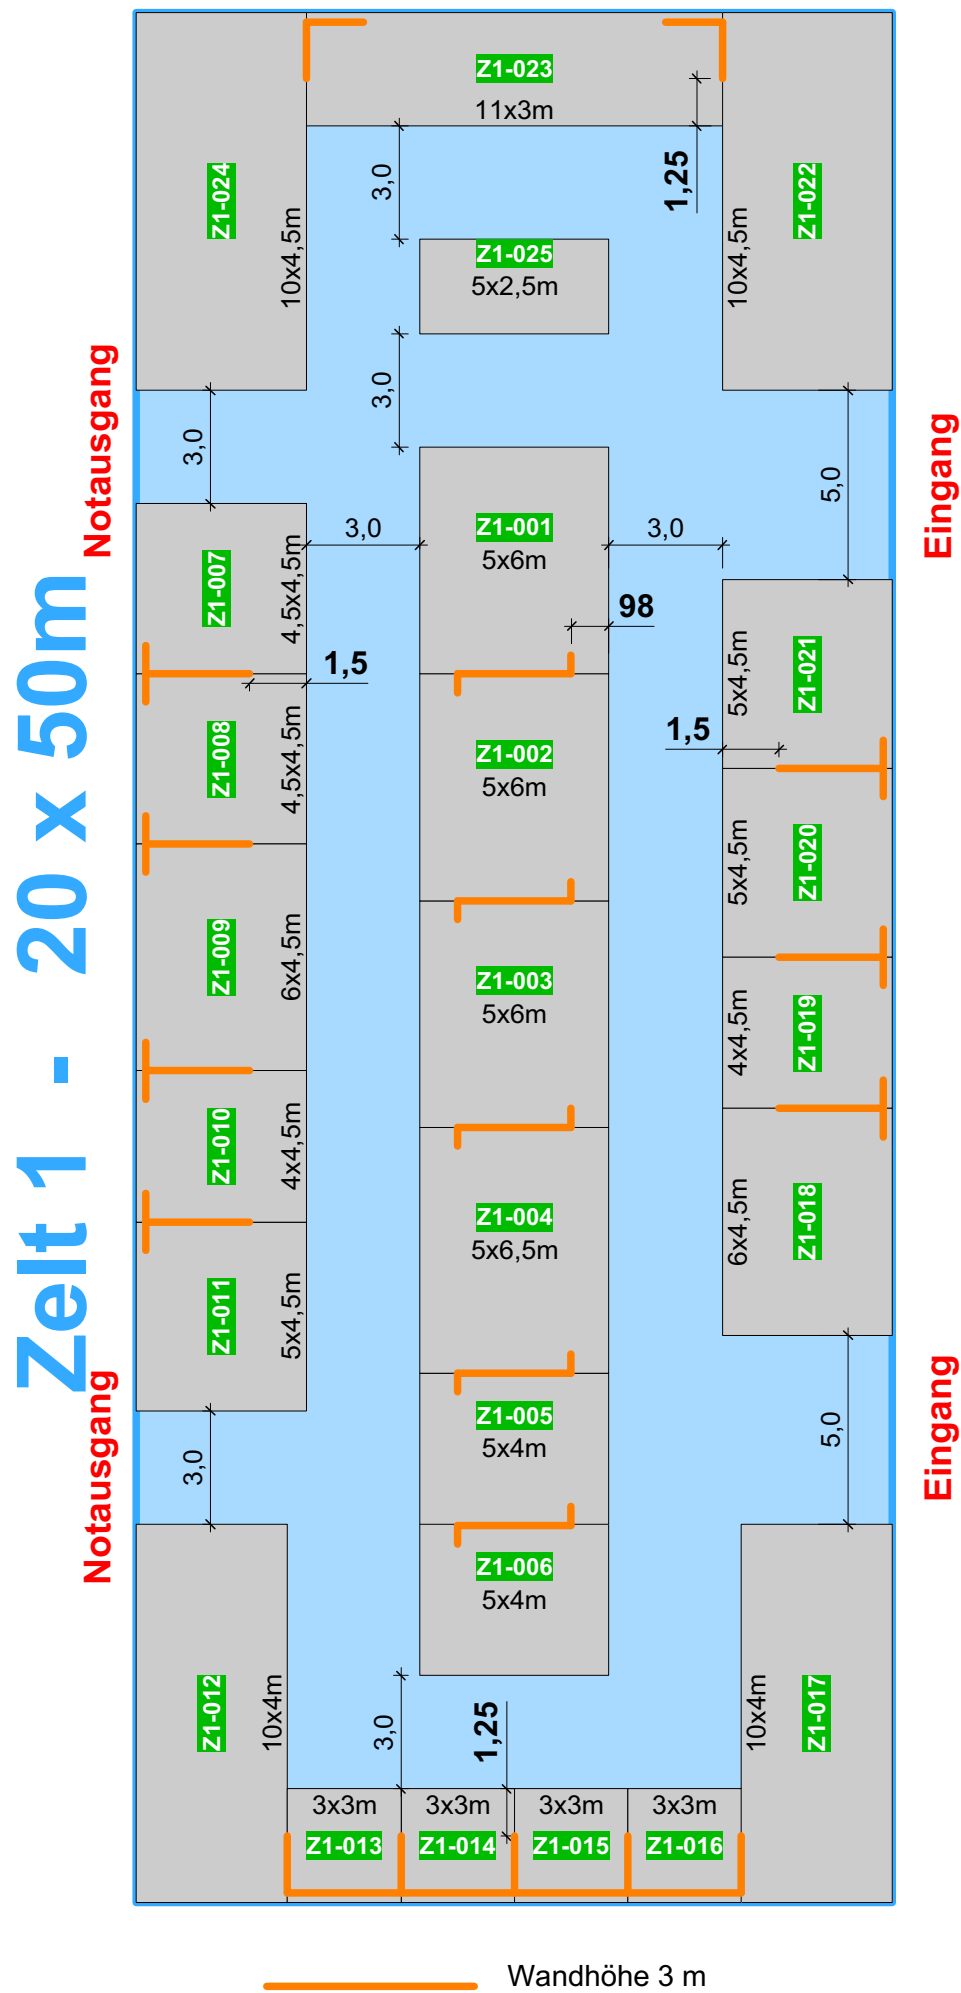 Zelt 1 - 20 x 50m
Z1-023
11x3m
1,25
Z1-024
10x4,5m
Z1-022
10x4,5m
3,0
Z1-025
5x2,5m
3,0
Notausgang
3,0
Eingang
5,0
Z1-001
5x6m
3,0
3,0
98
Z1-007
4,5x4,5m
1,5
Z1-021
5x4,5m
1,5
Z1-008
4,5x4,5m
Z1-002
5x6m
Z1-020
5x4,5m
Z1-009
6x4,5m
Z1-003
5x6m
Z1-019
4x4,5m
Z1-010
4x4,5m
Z1-004
5x6,5m
Z1-018
6x4,5m
Z1-011
5x4,5m
Z1-005
5x4m
Notausgang
3,0
Eingang
5,0
Z1-006
5x4m
Z1-012
10x4m
3,0
1,25
Z1-017
10x4m
3x3m
3x3m
3x3m
3x3m
Z1-013
Z1-014
Z1-015
Z1-016
Wandhöhe 3 m